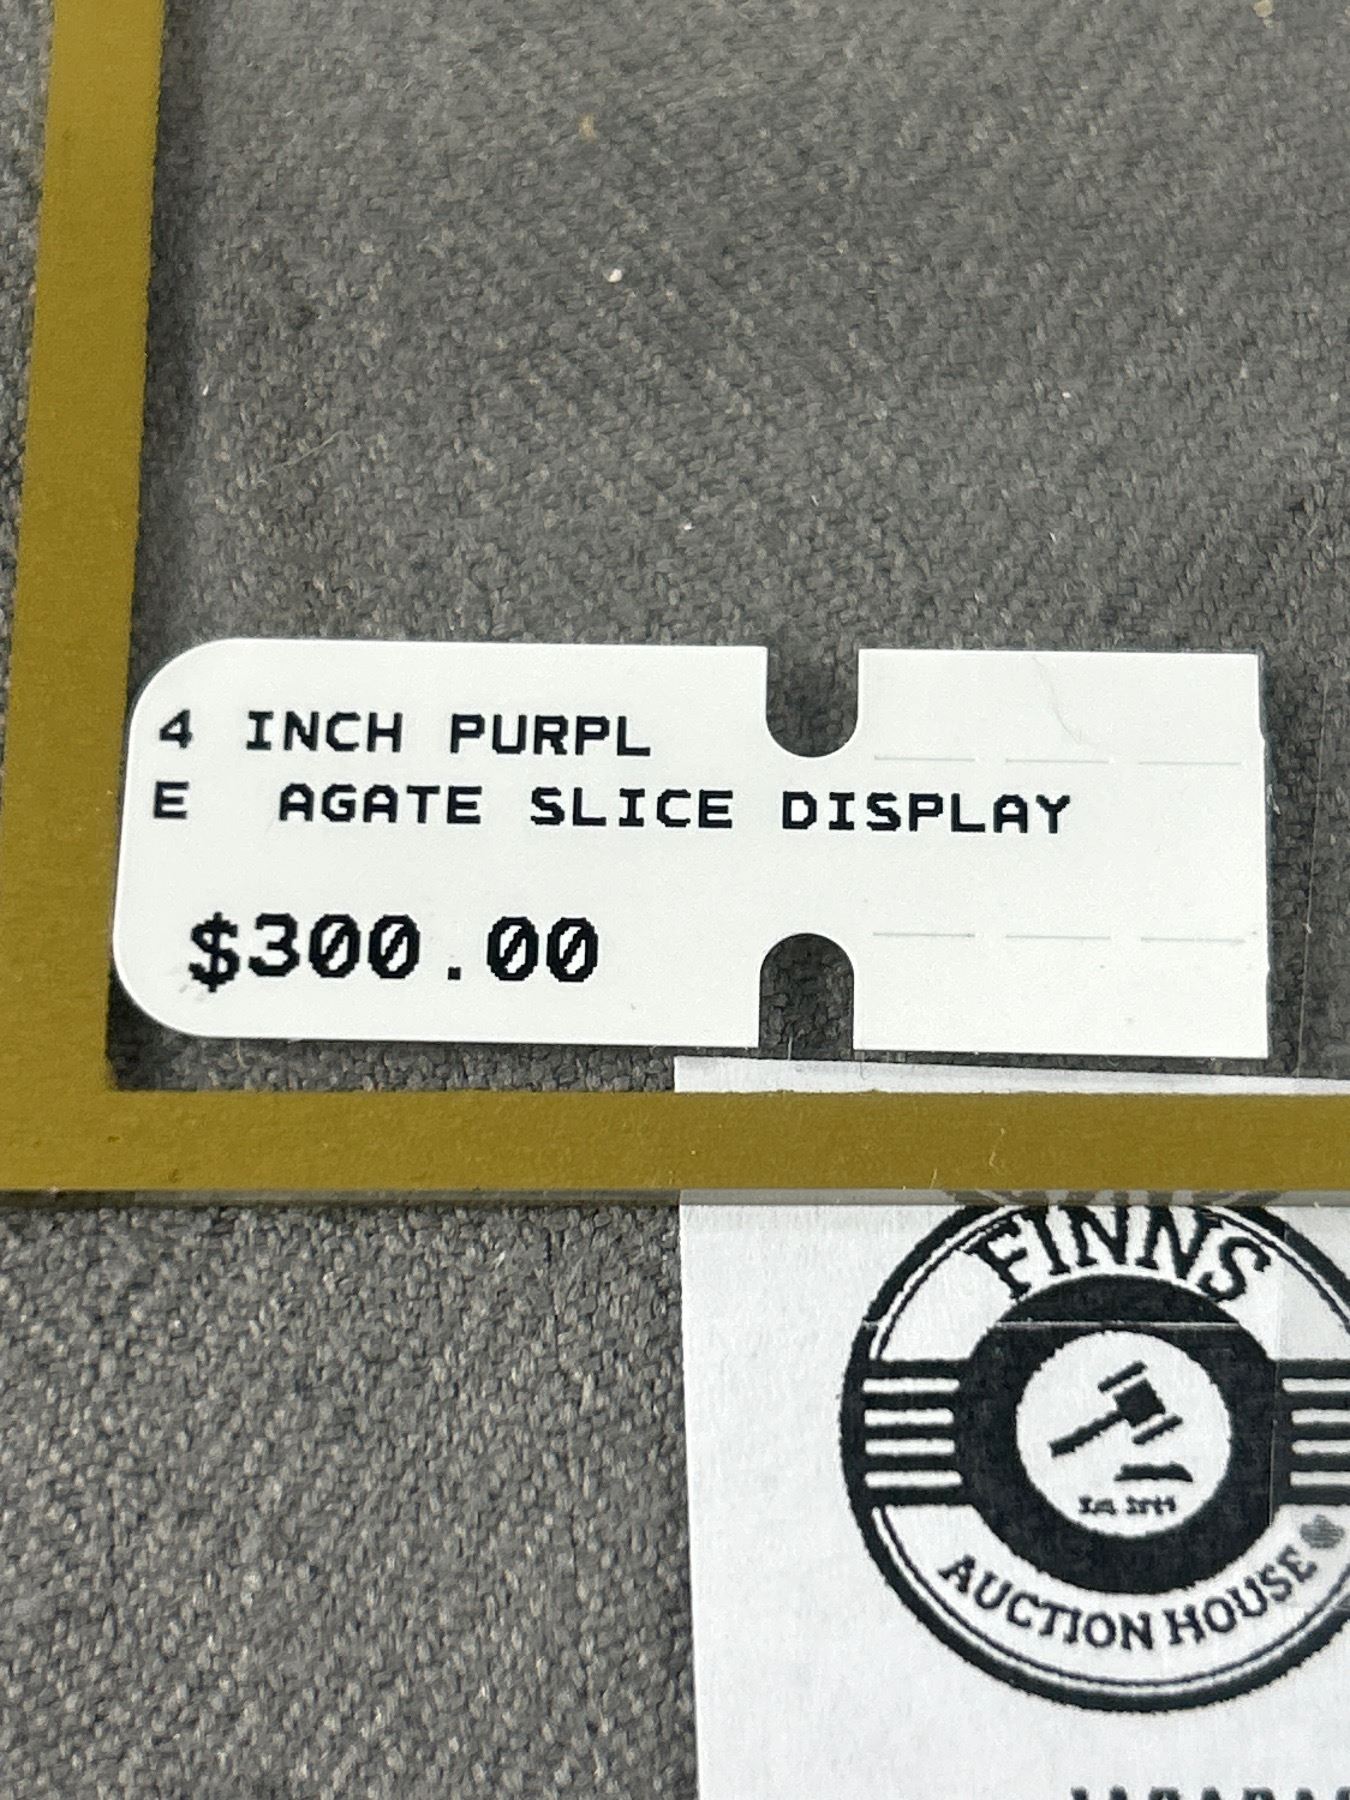 4 INCH PURPL
E AGATE SLICE DISPLAY
$300.00
FINNS
AUCTION HOUSE